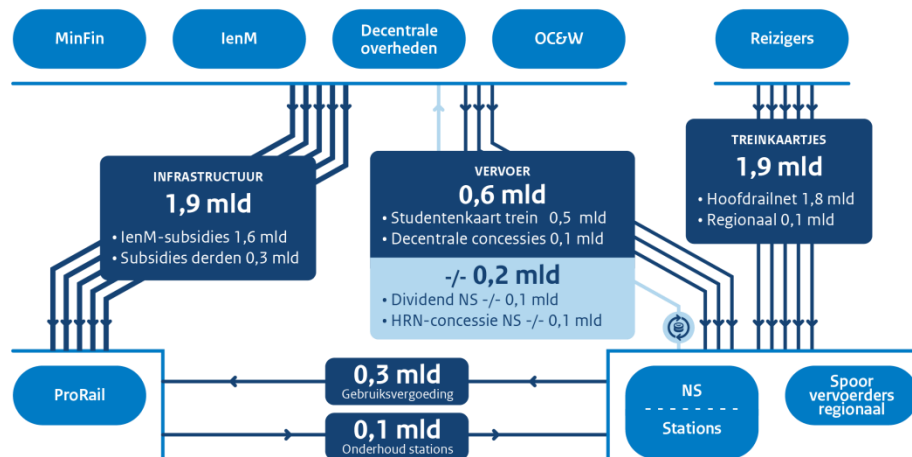 MinFin
IenM
Decentrale
overheden
OC&W
Reizigers
INFRASTRUCTUUR
1,9 mld
• IenM-subsidies 1,6 mld
• Subsidies derden 0,3 mld
VERVOER
0,6 mld
• Studentenkaart trein 0,5 mld
• Decentrale concessies 0,1 mld
-/- 0,2 mld
• Dividend NS -/- 0,1 mld
• HRN-concessie NS -/- 0,1 mld
TREINKAARTJES
1,9 mld
• Hoofdrailnet 1,8 mld
• Regionaal 0,1 mld
ProRail
0,3 mld
Gebruiksvergoeding
0,1 mld
Onderhoud stations
NS
Stations
Spoor
vervoerders
regionaal